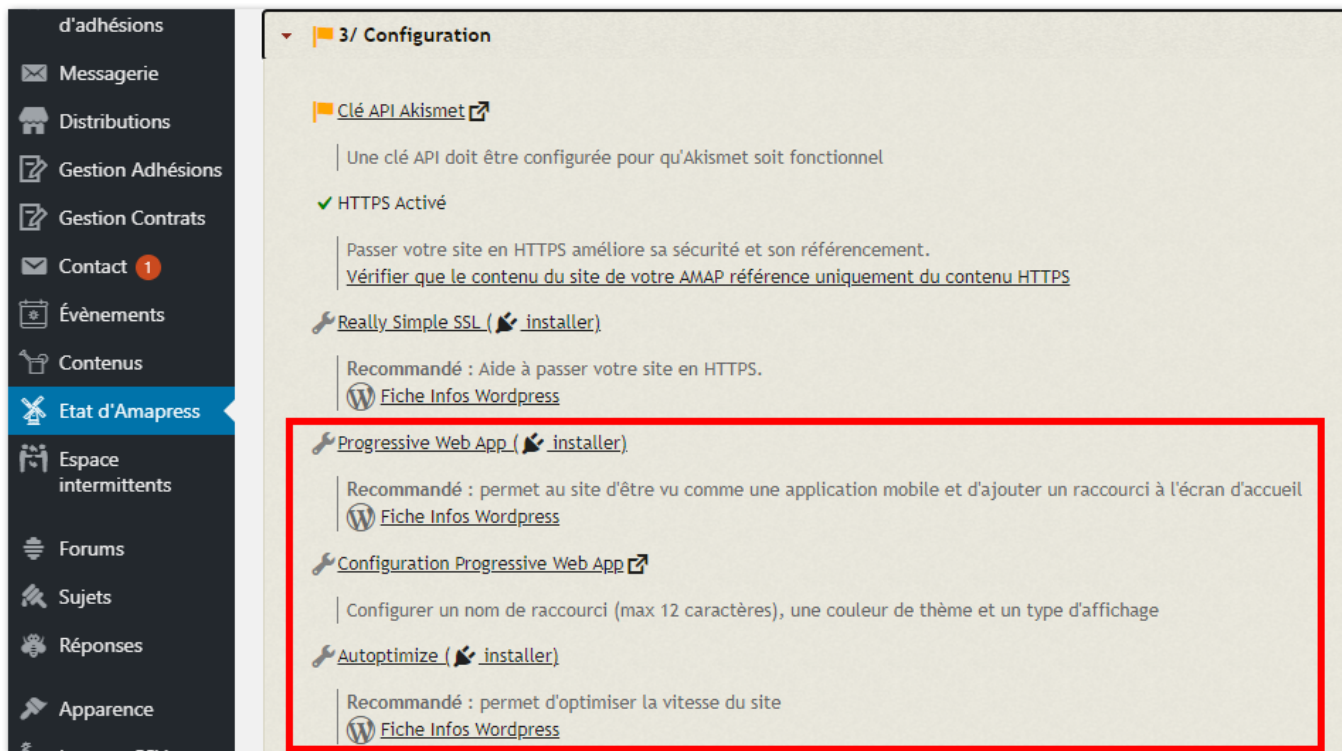 d'adhésions
Messagerie
Distributions
Gestion Adhésions
Gestion Contrats
Contact 1
Évènements
Contenus
Etat d'Amapress
Espace
intermittents
Forums
Sujets
Réponses
Apparence
3/ Configuration
Clé API Akismet
Une clé API doit être configurée pour qu'Akismet soit fonctionnel
HTTPS Activé
Passer votre site en HTTPS améliore sa sécurité et son référencement.
Vérifier que le contenu du site de votre AMAP référence uniquement du contenu HTTPS
Really Simple SSL ( installer)
Recommandé : Aide à passer votre site en HTTPS.
Fiche Infos Wordpress
Progressive Web App ( installer)
Recommandé : permet au site d'être vu comme une application mobile et d'ajouter un raccourci à l'écran d'accueil
Fiche Infos Wordpress
Configuration Progressive Web App
Configurer un nom de raccourci (max 12 caractères), une couleur de thème et un type d'affichage
Autoptimize ( installer)
Recommandé : permet d'optimiser la vitesse du site
Fiche Infos Wordpress